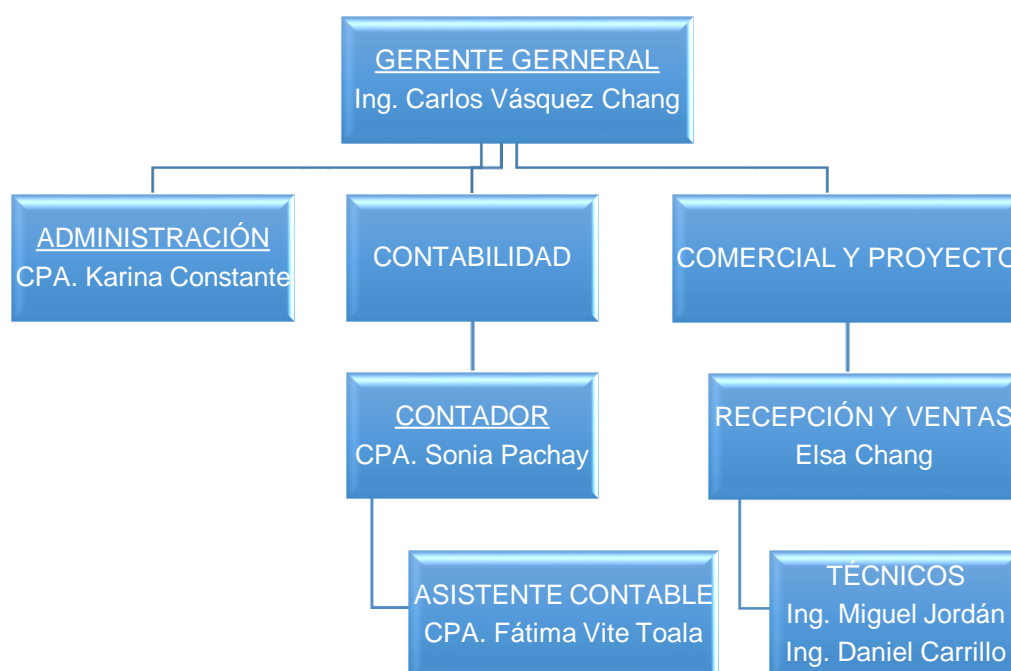 GERENTE GERNERAL
Ing. Carlos Vásquez Chang
ADMINISTRACIÓN
CPA. Karina Constante
CONTABILIDAD
COMERCIAL Y PROYECTO
CONTADOR
CPA. Sonia Pachay
RECEPCIÓN Y VENTAS
Elsa Chang
ASISTENTE CONTABLE
CPA. Fátima Vite Toala
TÉCNICOS
Ing. Miguel Jordán
Ing. Daniel Carrillo